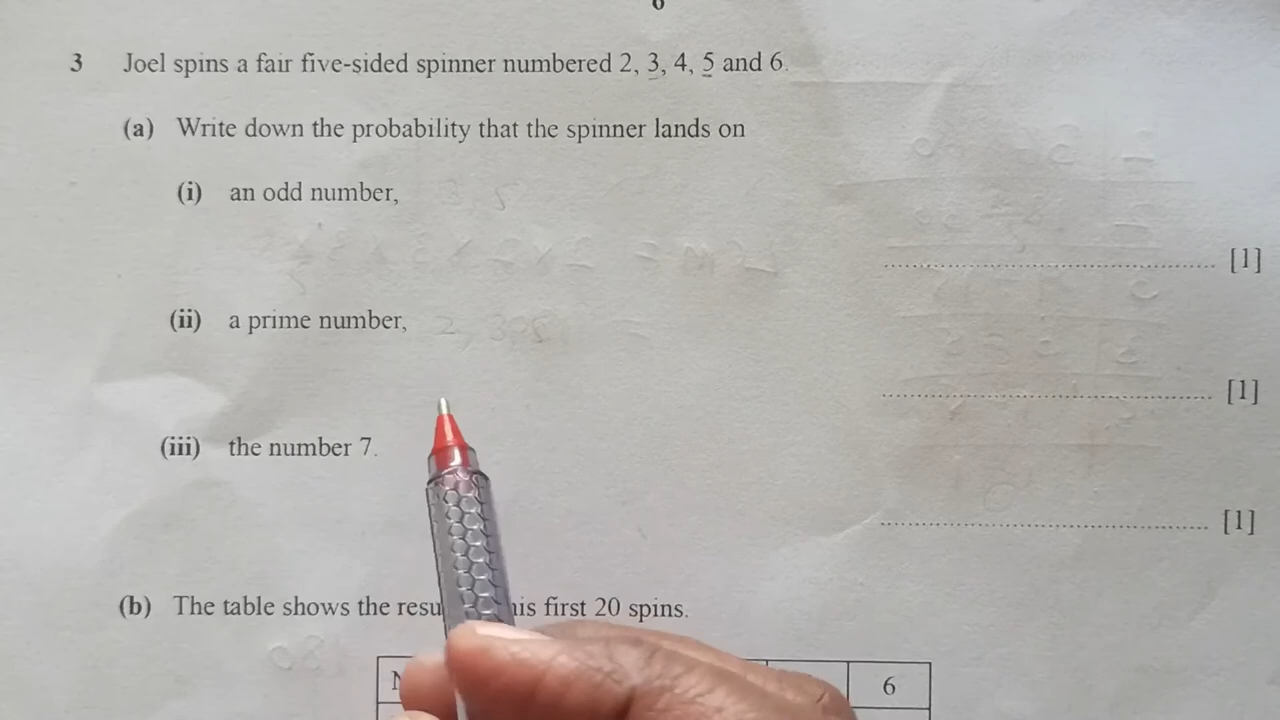 3 Joel spins a fair five-sided spinner numbered 2, 3, 4, 5 and 6.
(a) Write down the probability that the spinner lands on
(i) an odd number,
[1]
(ii) a prime number,
[1]
(iii) the number 7.
[1]
(b) The table shows the his first 20 spins.
6